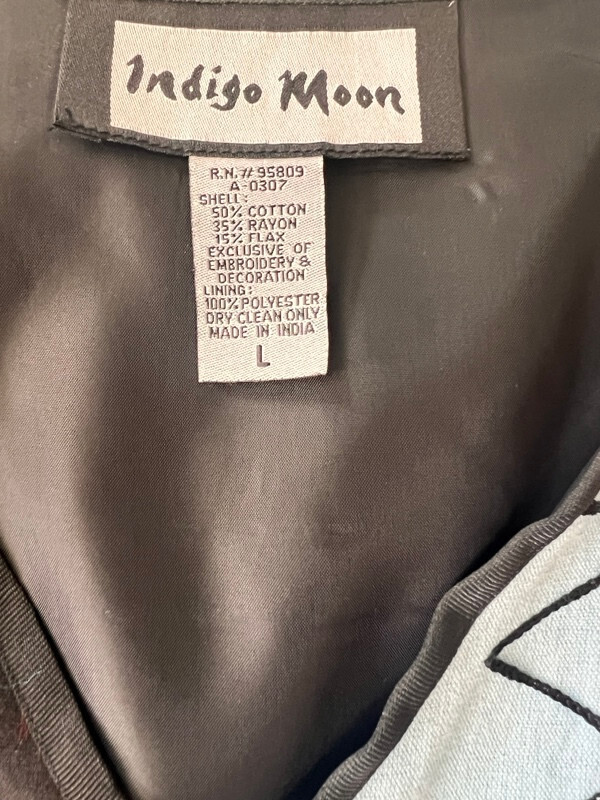 Indigo Moon
R.N.# 95809
A-0307
SHELL:
50% COTTON
35% RAYON
15% FLAX
EXCLUSIVE OF
EMBROIDERY &
DECORATION
LINING:
100% POLYESTER
DRY CLEAN ONLY
MADE IN INDIA
L